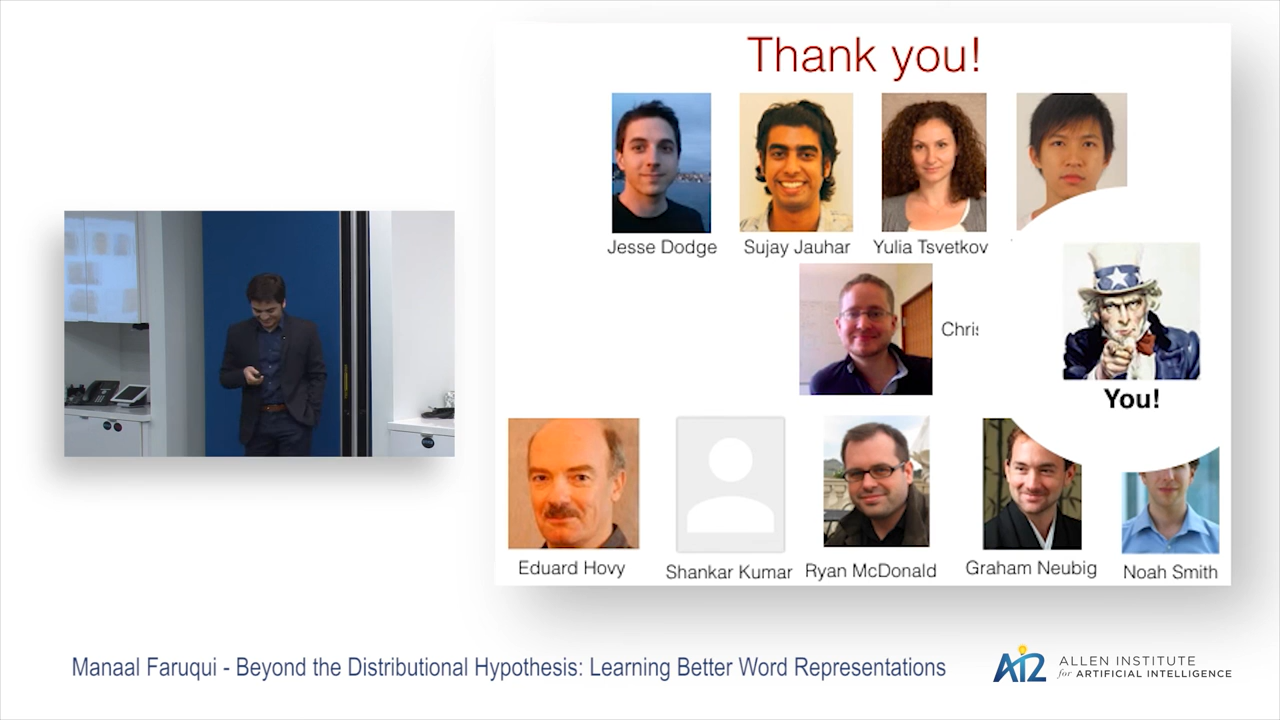 Thank you!
Jesse Dodge
Sujay Jauhar
Yulia Tsvetkov
Chris
You!
Eduard Hovy
Shankar Kumar
Ryan McDonald
Graham Neubig
Noah Smith
Manaal Faruqui - Beyond the Distributional Hypothesis: Learning Better Word Representations
AI2
ALLEN INSTITUTE
for ARTIFICIAL INTELLIGENCE